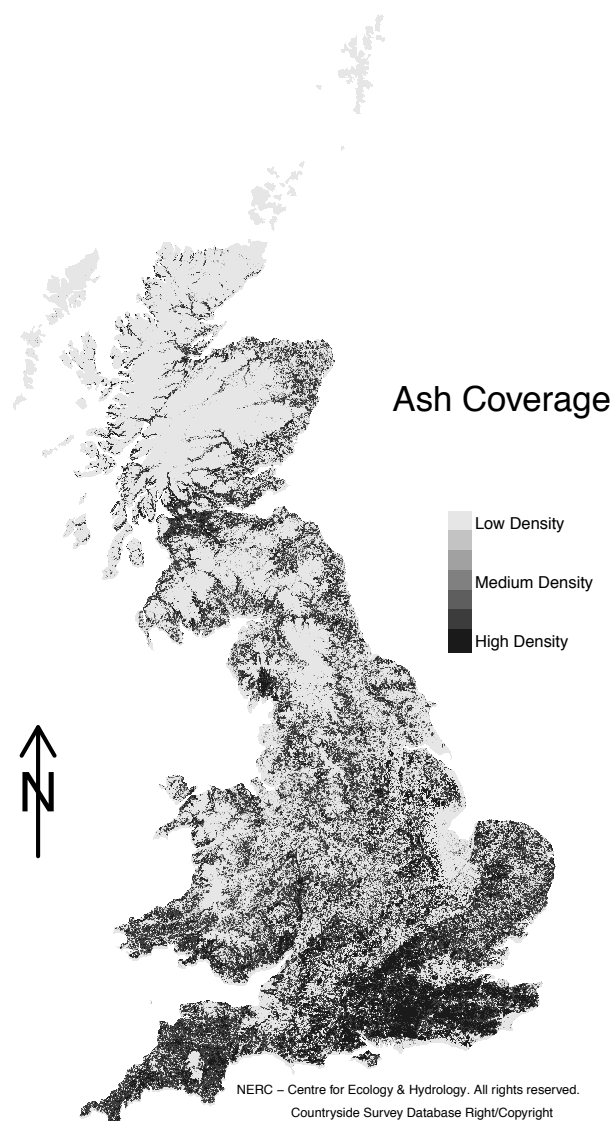 Ash Coverage
Low Density
Medium Density
High Density
N
NERC – Centre for Ecology & Hydrology. All rights reserved.
Countryside Survey Database Right/Copyright